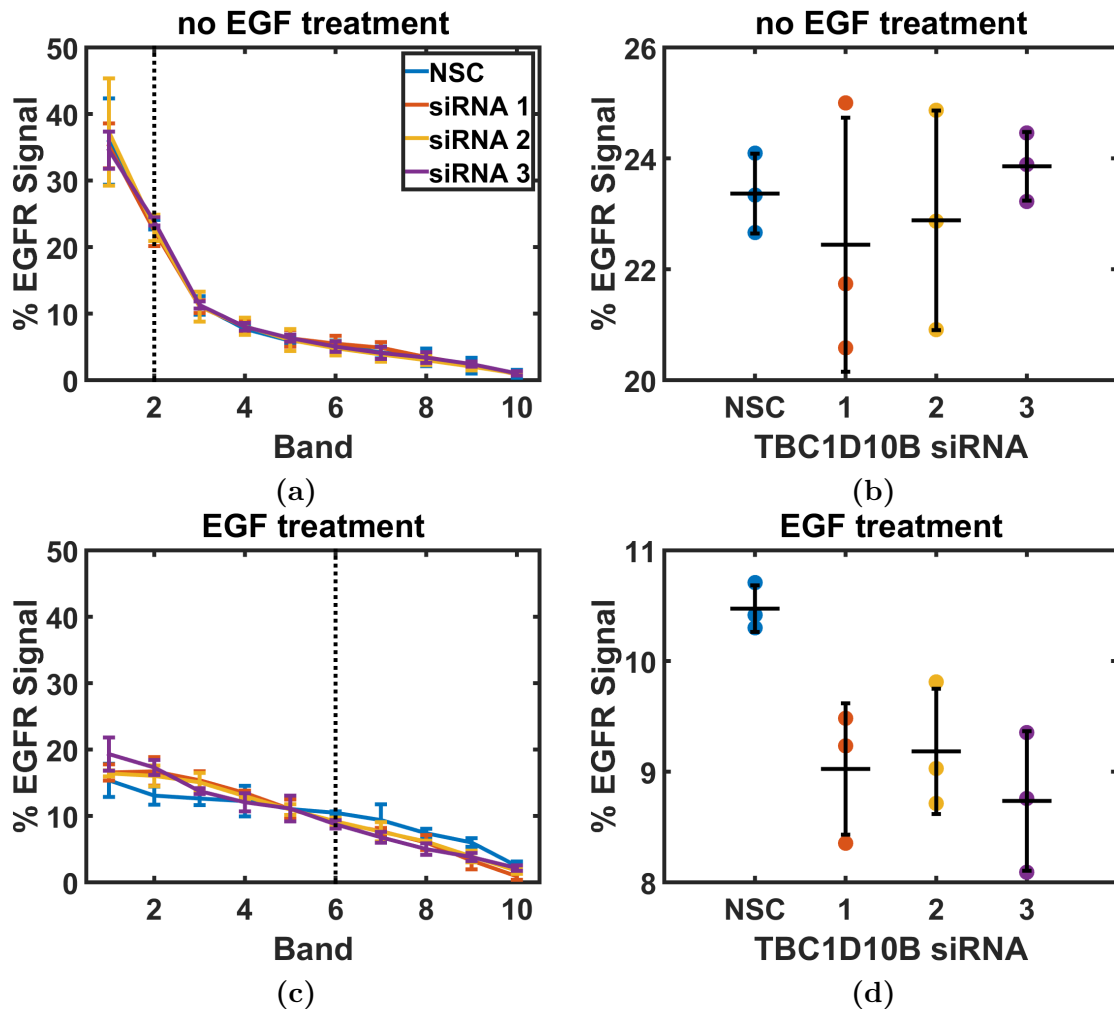 no EGF treatment
% EGFR Signal
50
40
30
20
10
0
NSC
siRNA 1
siRNA 2
siRNA 3
2 4 6 8 10
Band
(a)
no EGF treatment
% EGFR Signal
26
24
22
20
NSC 1 2 3
TBC1D10B siRNA
(b)
EGF treatment
% EGFR Signal
50
40
30
20
10
0
2 4 6 8 10
Band
(c)
EGF treatment
% EGFR Signal
11
10
9
8
NSC 1 2 3
TBC1D10B siRNA
(d)